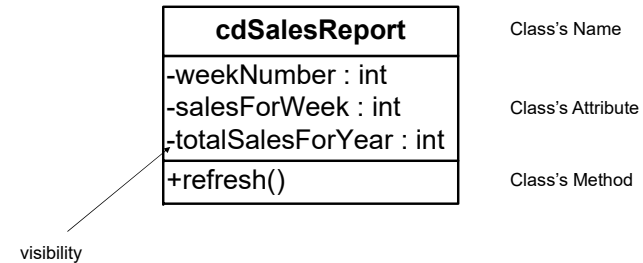 cdSalesReport
Class's Name
-weekNumber : int
-salesForWeek : int
Class's Attribute
-totalSalesForYear : int
+refresh()
Class's Method
visibility